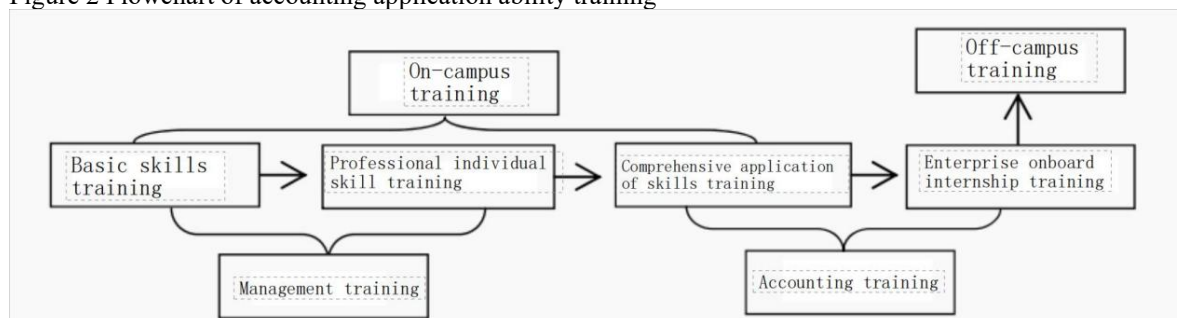 Figure 2 Flowchart of accounting application ability training
On-campus
training
Off-campus
training
Basic skills
training
Professional individual
skill training
Comprehensive application
of skills training
Enterprise onboard
internship training
Management training
Accounting training